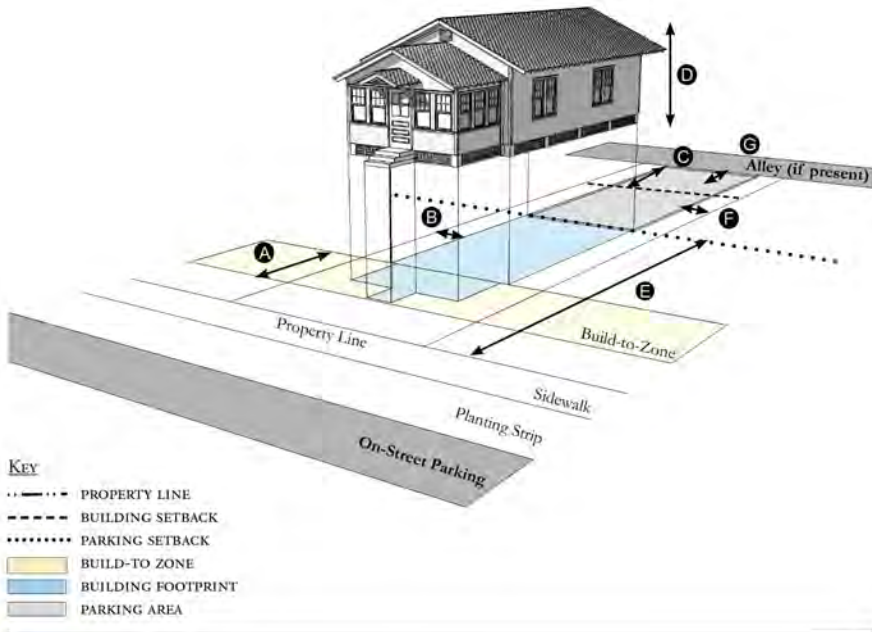 D
G
C
Alley (if present)
B
F
A
E
Property Line
Build-to-Zone
Sidewalk
Planting Strip
On-Street Parking
KEY
PROPERTY LINE
BUILDING SETBACK
PARKING SETBACK
BUILD-TO ZONE
BUILDING FOOTPRINT
PARKING AREA